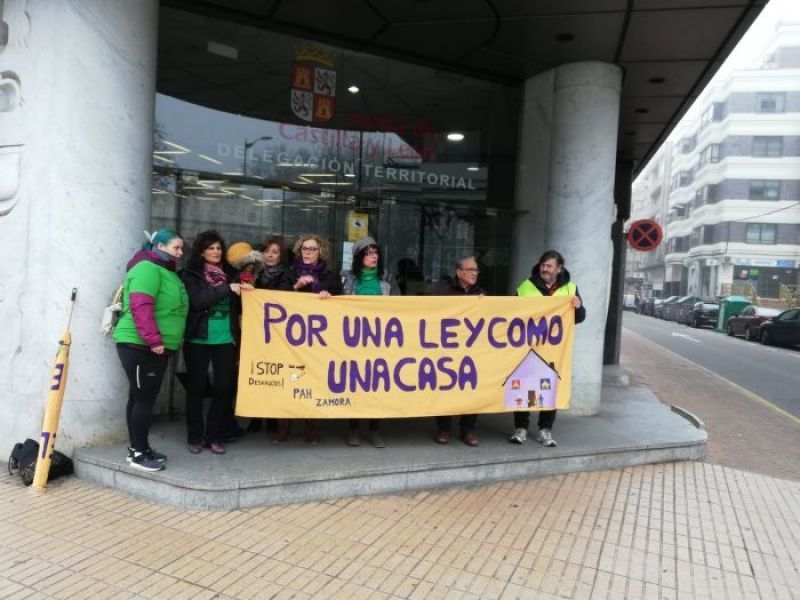 Junta de
Castilla y León
DELEGACIÓN TERRITORIAL
POR UNA LEY COMO
UNA CASA
¡STOP
DESAHUCIOS!
PAH
ZAMORA